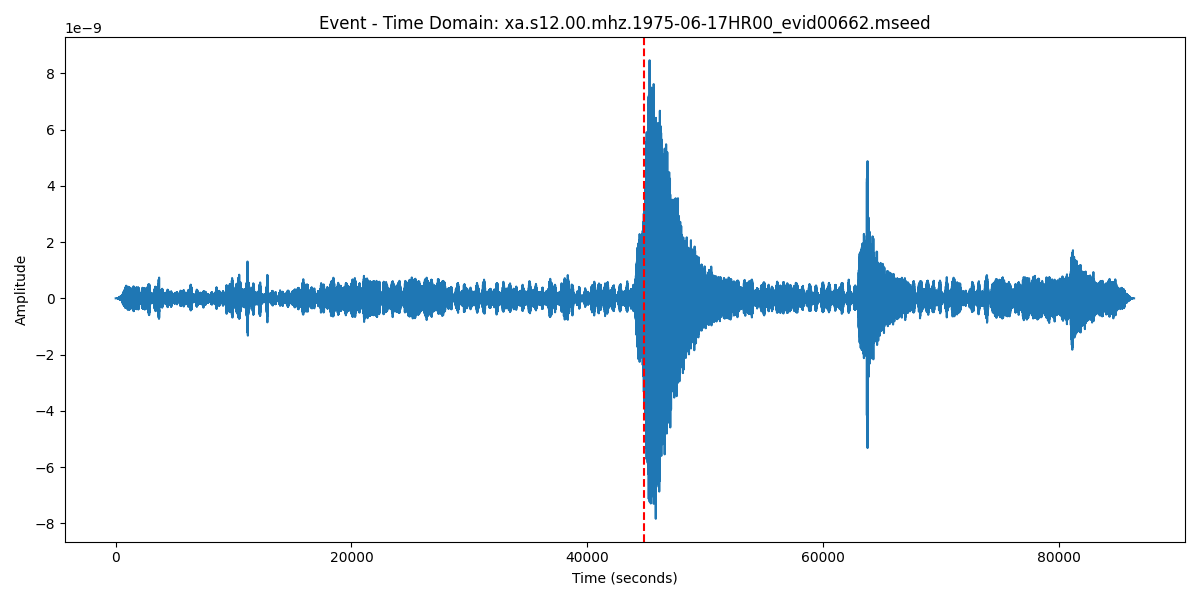 Event - Time Domain: xa.s12.00.mhz.1975-06-17HR00_evid00662.mseed
1e−9
8
6
4
2
0
−2
−4
−6
−8
Amplitude
0 20000 40000 60000 80000
Time (seconds)